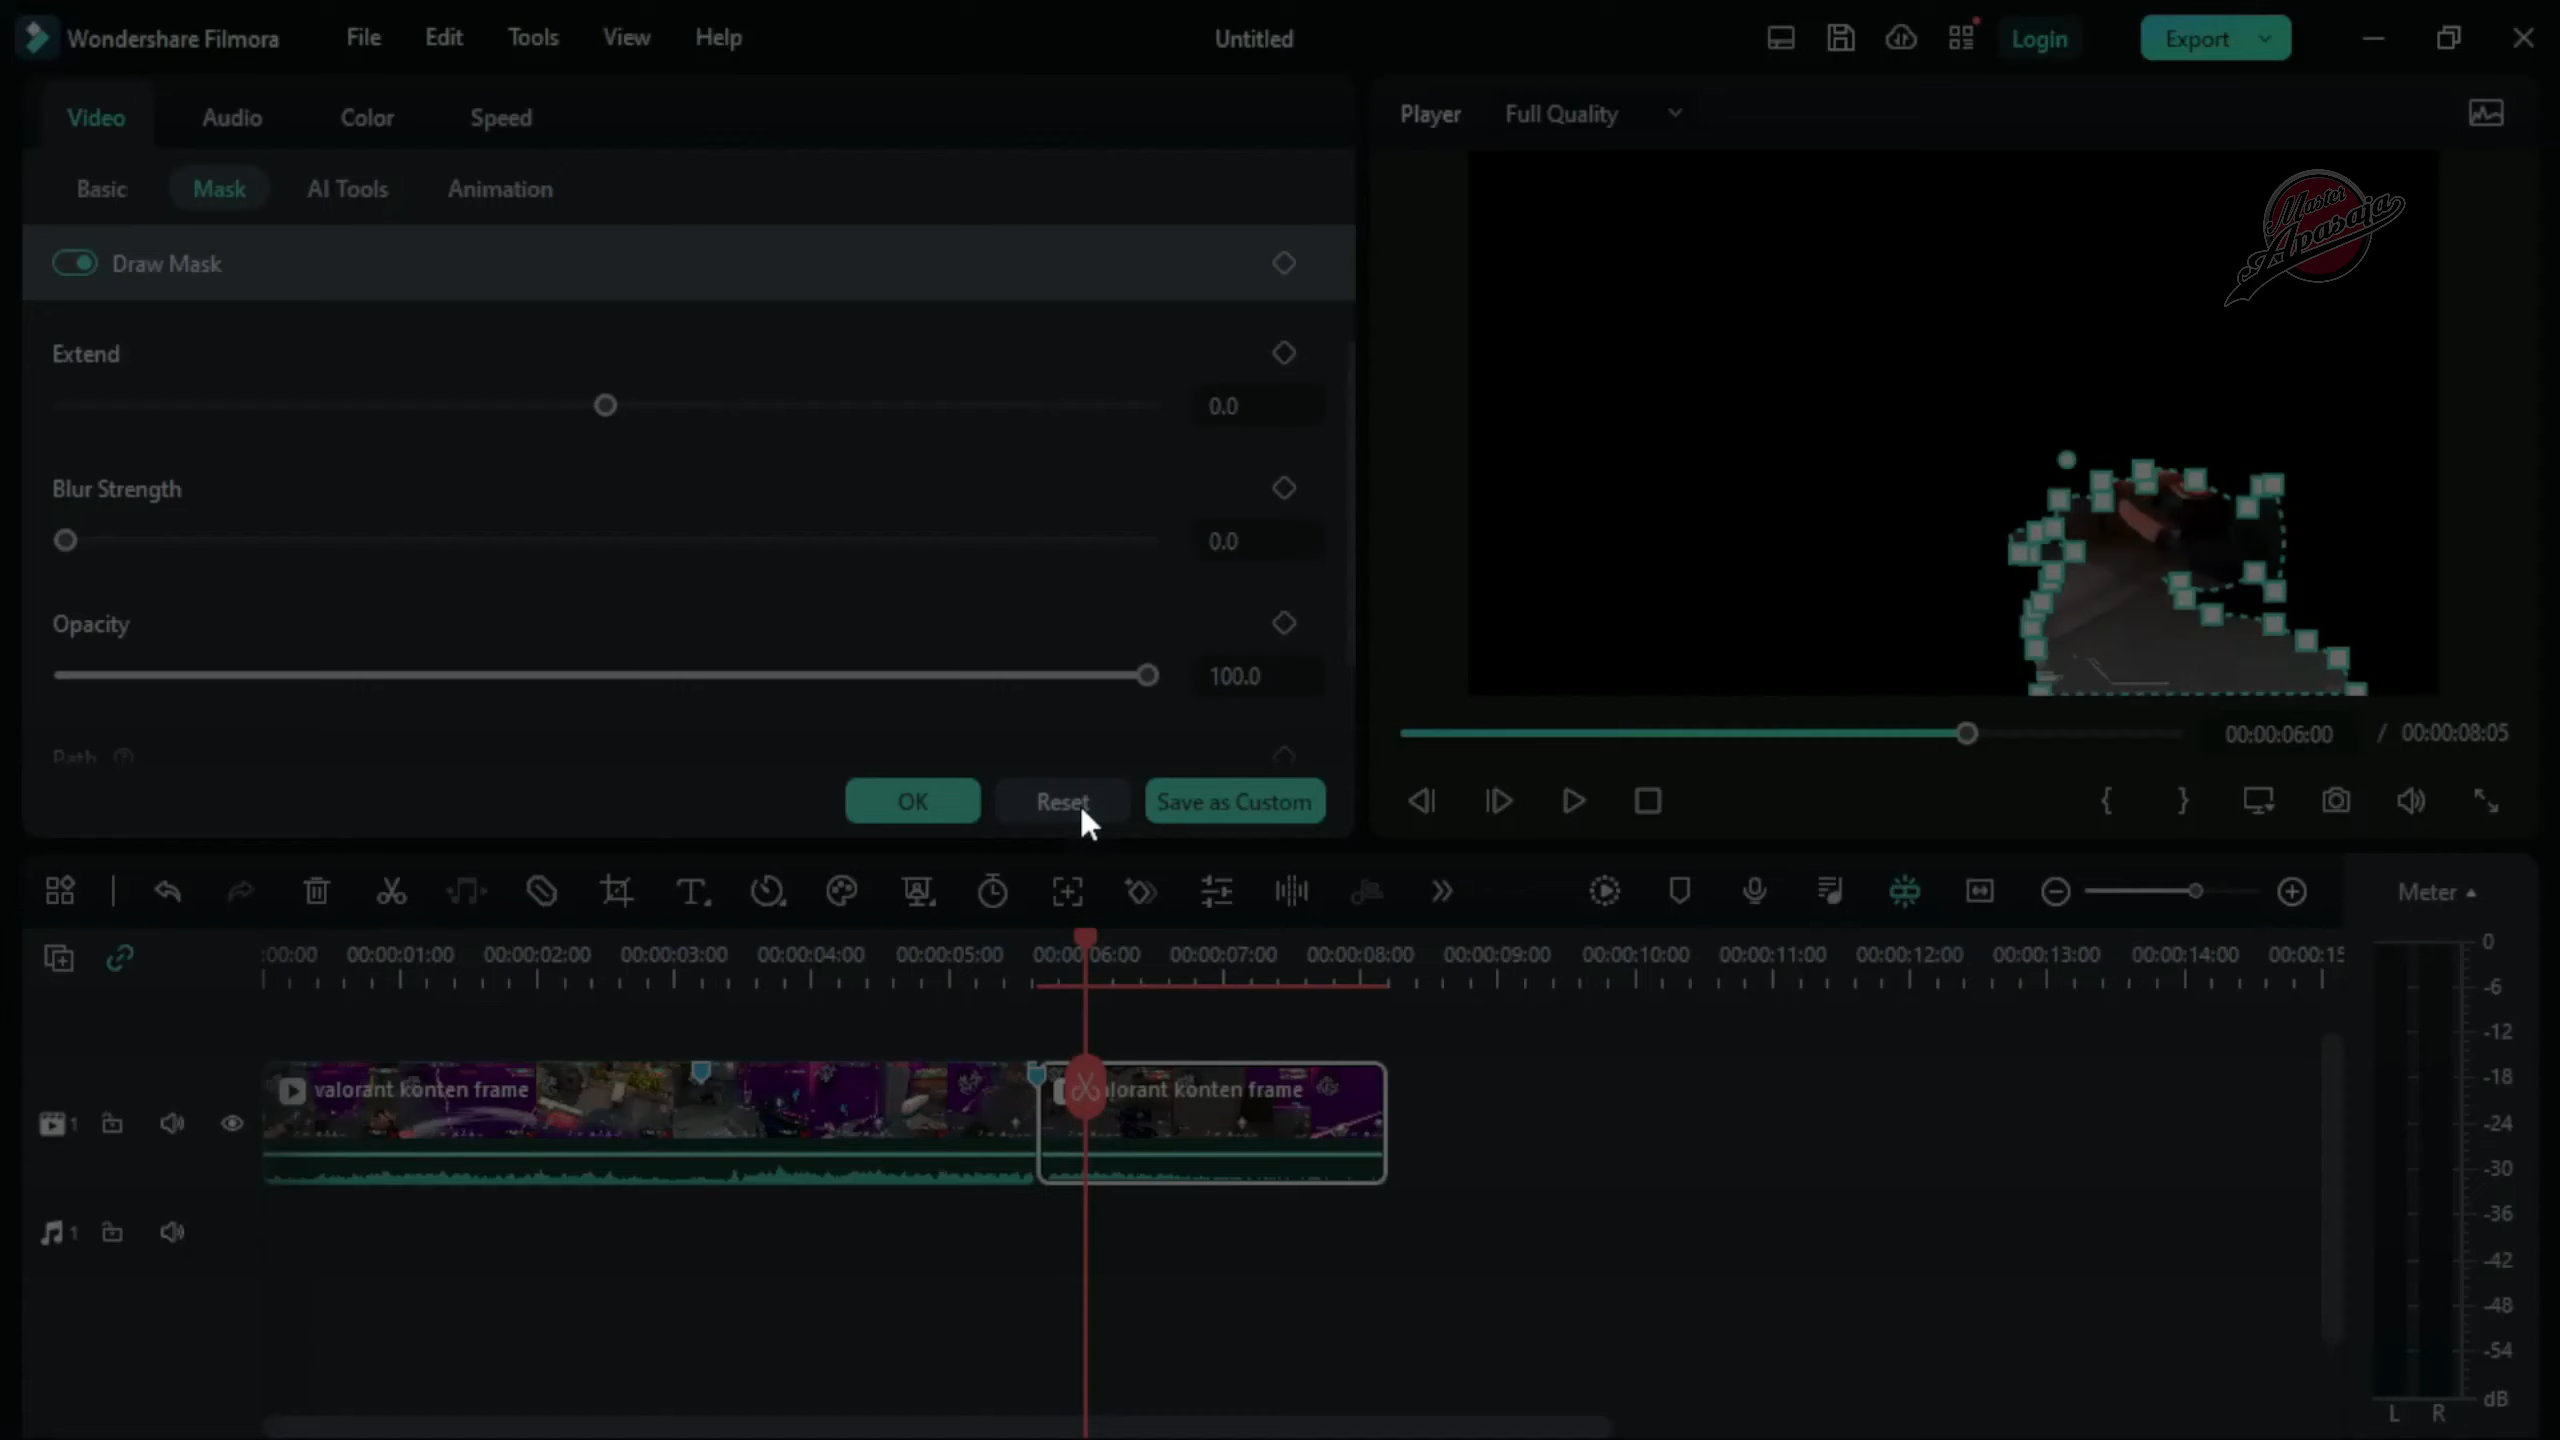 Wondershare Filmora File Edit Tools View Help Untitled Login Export
Video Audio Color Speed
Player Full Quality
Basic Mask AI Tools Animation
Master Apasaja
Draw Mask
Extend
0.0
Blur Strength
0.0
Opacity
100.0
Path
00:00:06:00 / 00:00:08:05
OK Reset Save as Custom
Meter
:00:00 00:00:01:00 00:00:02:00 00:00:03:00 00:00:04:00 00:00:05:00 00:00:06:00 00:00:07:00 00:00:08:00 00:00:09:00 00:00:10:00 00:00:11:00 00:00:12:00 00:00:13:00 00:00:14:00 00:00:15
0
-6
-12
-18
-24
-30
-36
-42
-48
-54
dB
L R
valorant konten frame
lorant konten frame
1
1